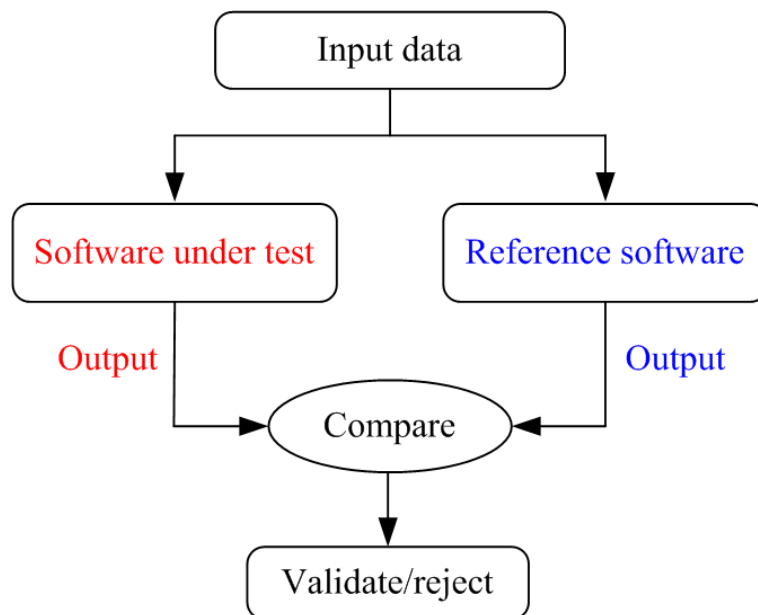 Input data
Software under test
Reference software
Output
Output
Compare
Validate/reject